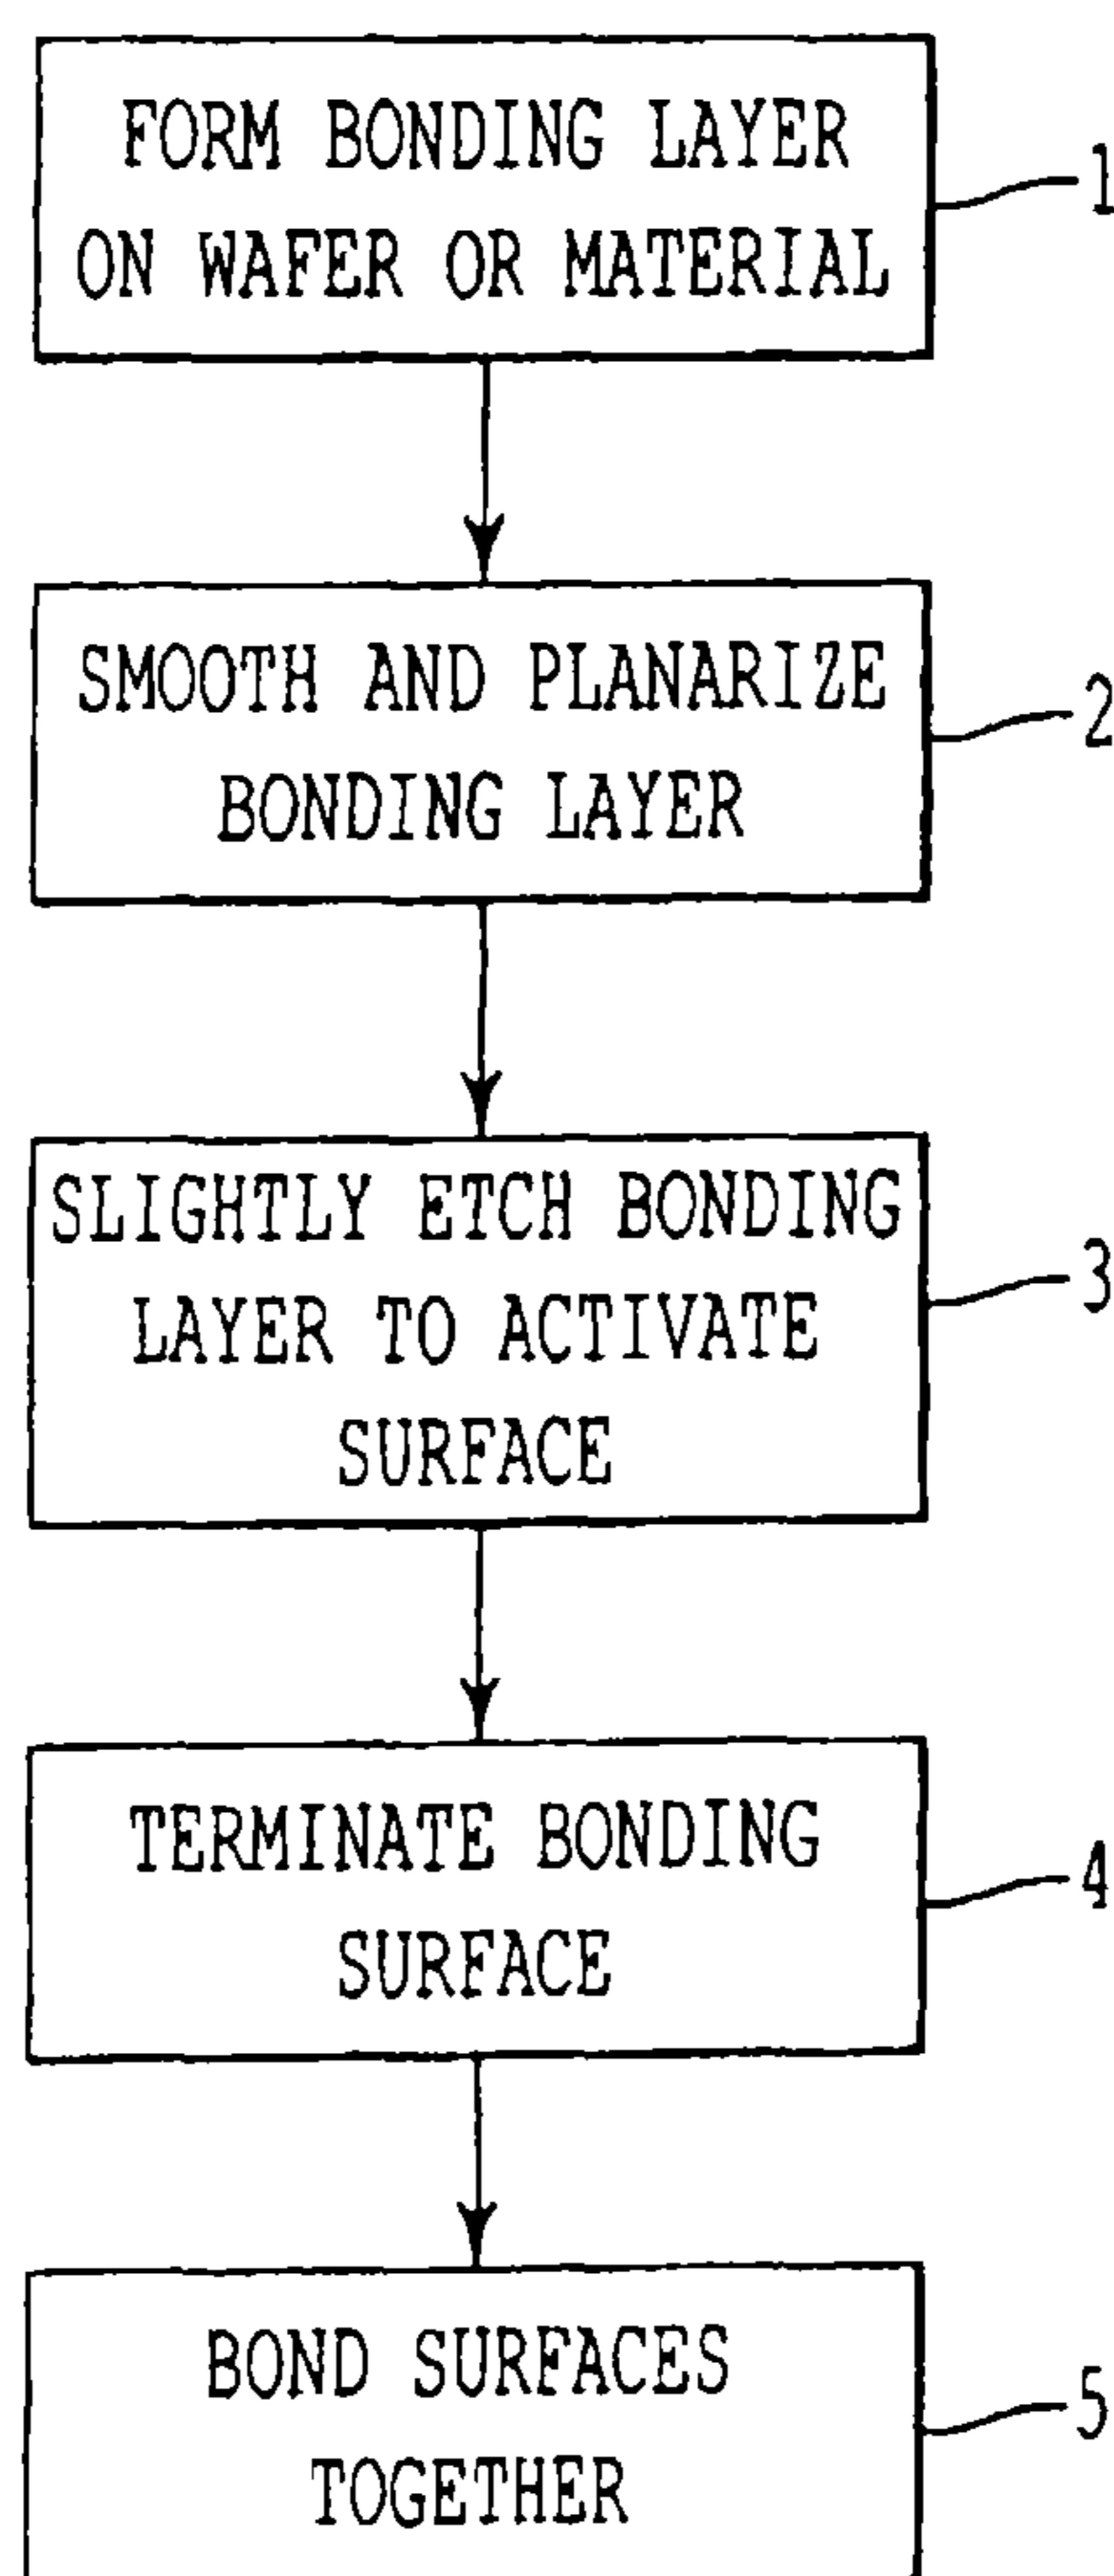 FORM BONDING LAYER
ON WAFER OR MATERIAL
1
SMOOTH AND PLANARIZE
BONDING LAYER
2
SLIGHTLY ETCH BONDING
LAYER TO ACTIVATE
SURFACE
3
TERMINATE BONDING
SURFACE
4
BOND SURFACES
TOGETHER
5